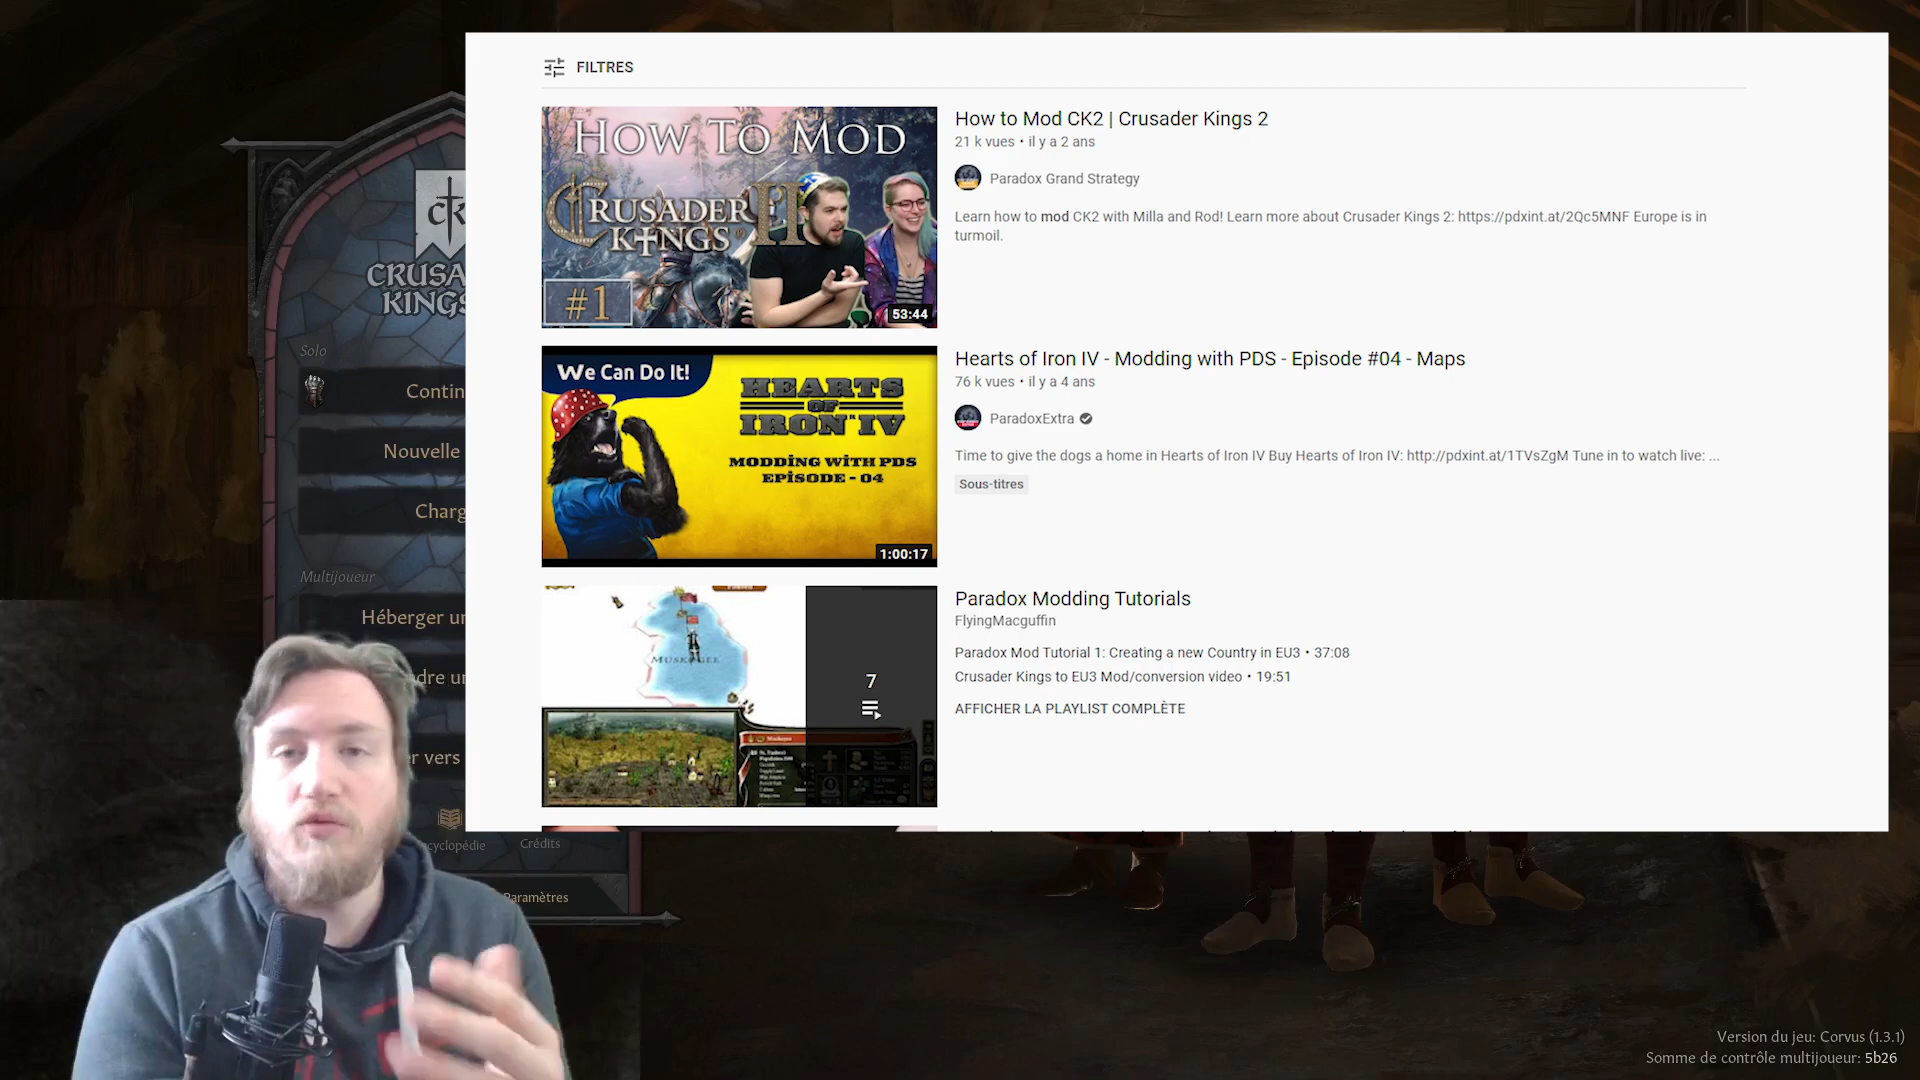 FILTRES
HOW TO MOD
CRUSADER
KINGS II
#1
53:44
How to Mod CK2 | Crusader Kings 2
21 k vues • il y a 2 ans
Paradox Grand Strategy
Learn how to mod CK2 with Milla and Rod! Learn more about Crusader Kings 2: https://pdxint.at/2Qc5MNF Europe is in
turmoil.
We Can Do It!
HEARTS
OF
IRON IV
MODDING WITH PDS
EPISODE - 04
1:00:17
Hearts of Iron IV - Modding with PDS - Episode #04 - Maps
76 k vues • il y a 4 ans
ParadoxExtra
Time to give the dogs a home in Hearts of Iron IV Buy Hearts of Iron IV: http://pdxint.at/1TVsZgM Tune in to watch live: ...
Sous-titres
MUSKOGEE
7
Paradox Modding Tutorials
FlyingMacguffin
Paradox Mod Tutorial 1: Creating a new Country in EU3 • 37:08
Crusader Kings to EU3 Mod/conversion video • 19:51
AFFICHER LA PLAYLIST COMPLÈTE
CK
CRUSA
KINGS
Solo
Contin
Nouvelle
Charg
Multijoueur
Héberger un
dre un
er vers
cyclopédie
Crédits
Paramètres
Version du jeu: Corvus (1.3.1)
Somme de contrôle multijoueur: 5b26